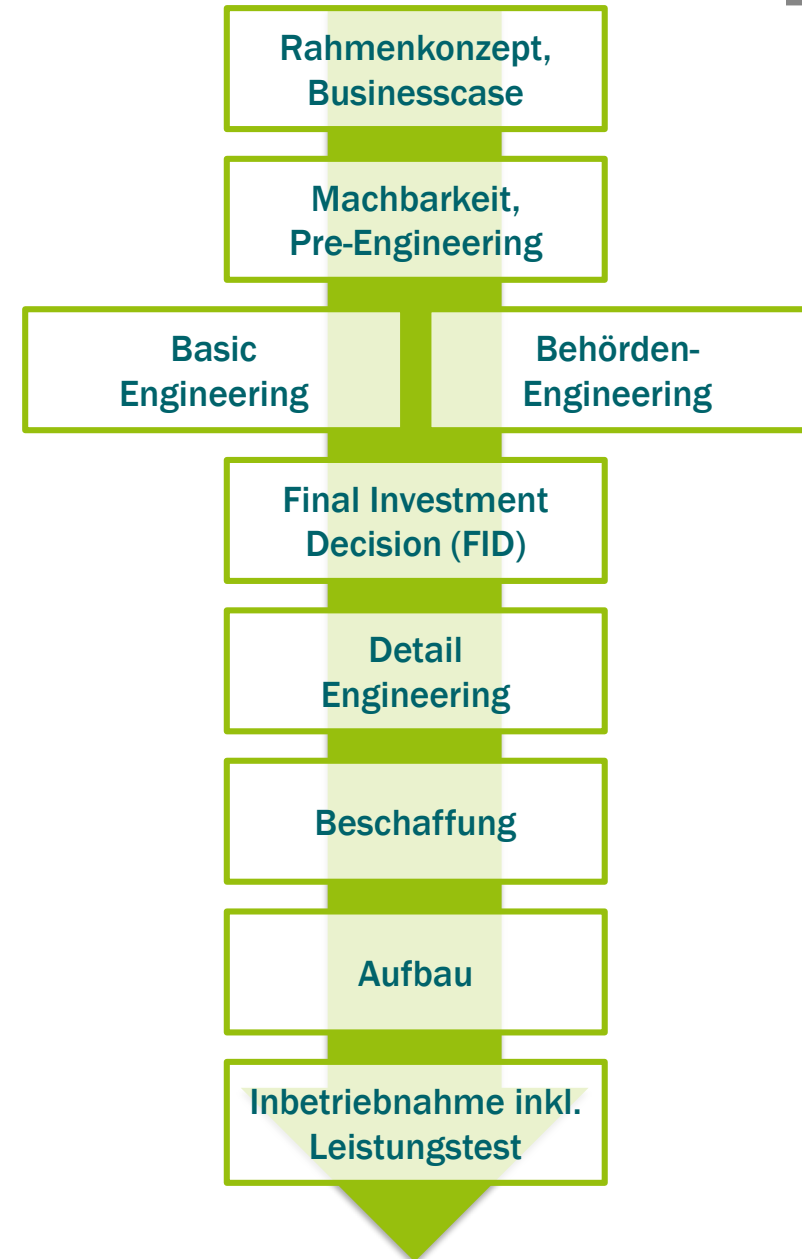 Rahmenkonzept,
Businesscase
Machbarkeit,
Pre-Engineering
Basic
Engineering
Behörden-
Engineering
Final Investment
Decision (FID)
Detail
Engineering
Beschaffung
Aufbau
Inbetriebnahme inkl.
Leistungstest